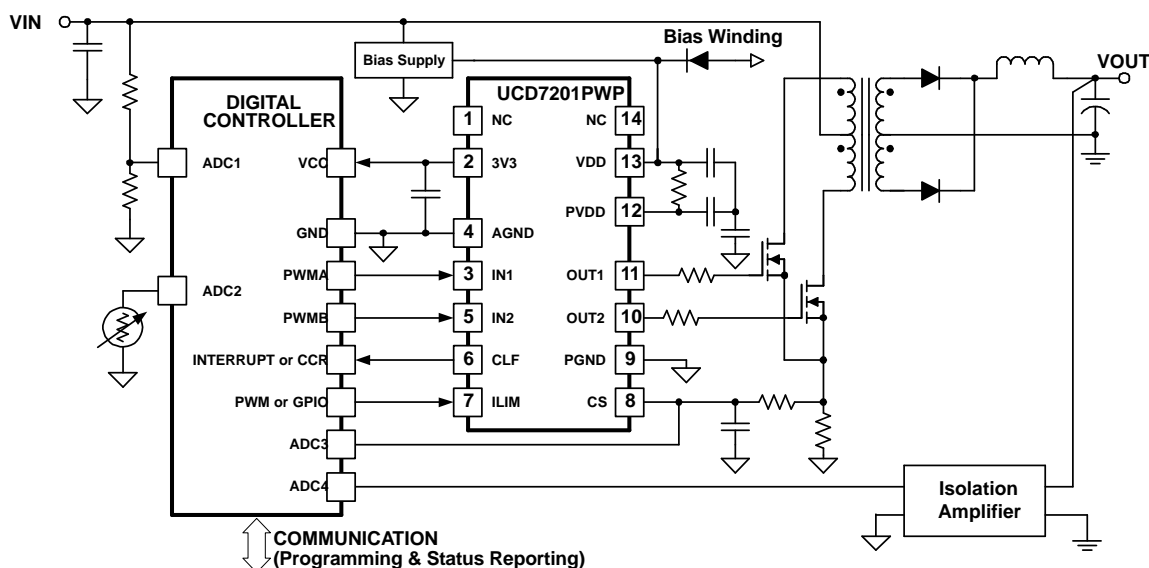 VIN
Bias Winding
Bias Supply
VOUT
UCD7201PWP
DIGITAL
CONTROLLER
1 NC
NC 14
ADC1
VCC
2 3V3
VDD 13
PVDD 12
GND
4 AGND
PWMA
3 IN1
OUT1 11
ADC2
PWMB
5 IN2
OUT2 10
INTERRUPT or CCR
6 CLF
PGND 9
PWM or GPIO
7 ILIM
CS 8
ADC3
ADC4
Isolation
Amplifier
COMMUNICATION
(Programming & Status Reporting)